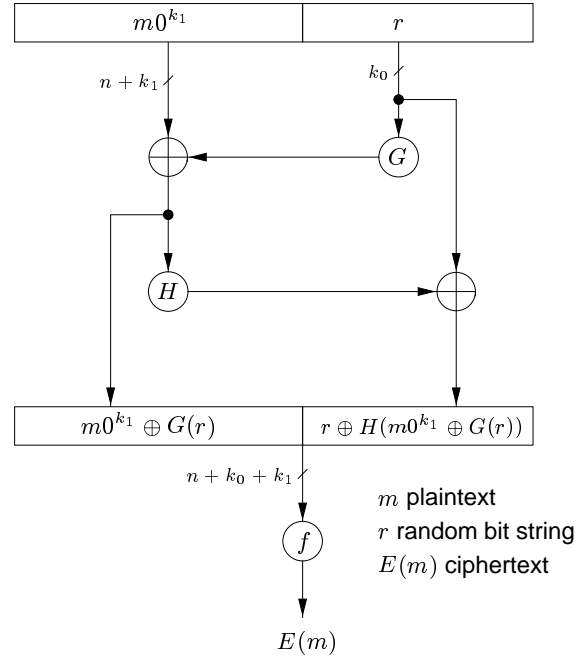 m0^{k_1} r
n + k_1 k_0
G
H
m0^{k_1} ⊕ G(r) r ⊕ H(m0^{k_1} ⊕ G(r))
n + k_0 + k_1
m plaintext
r random bit string
f
E(m) ciphertext
E(m)